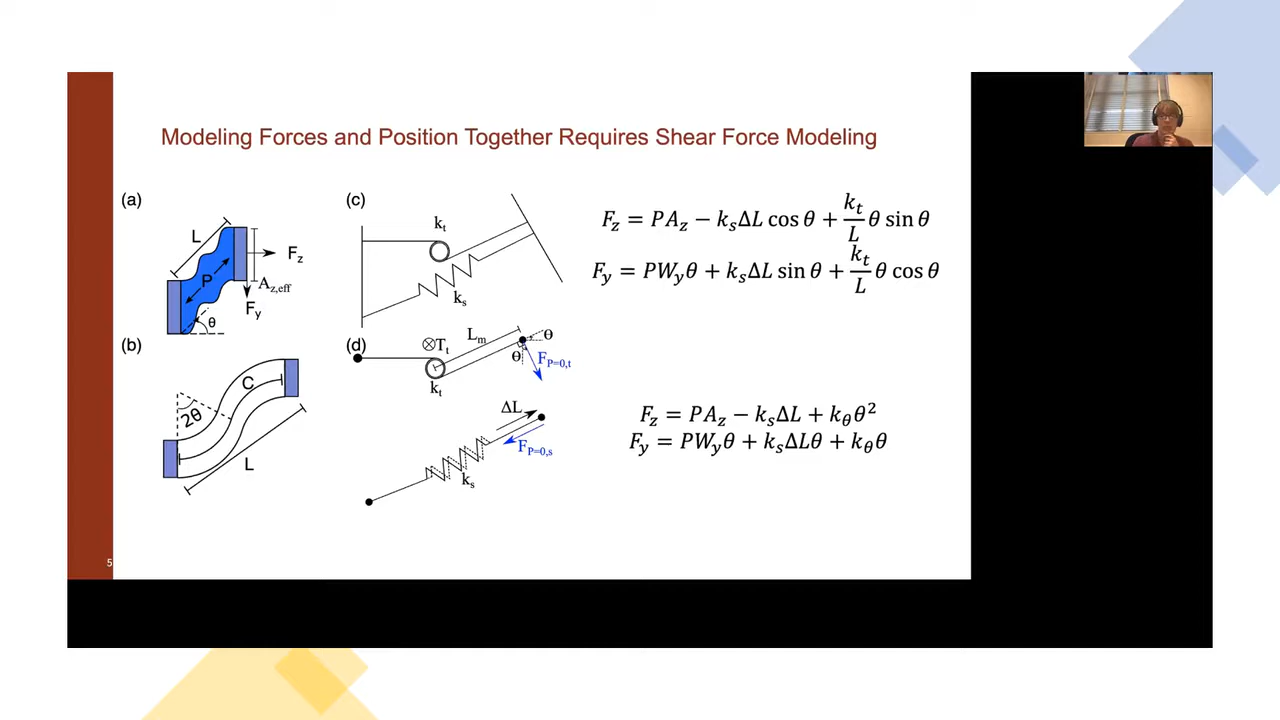 Modeling Forces and Position Together Requires Shear Force Modeling
(a)
L
P
F_z
A_z,eff
F_y
θ
(b)
C
2θ
L
(c)
k_t
k_s
(d)
⊗T_t
L_m
θ
θ
F_P=0,t
k_t
ΔL
F_P=0,s
k_s
F_z = PA_z − k_sΔL cos θ + k_t/L θ sin θ
F_y = PW_yθ + k_sΔL sin θ + k_t/L θ cos θ
F_z = PA_z − k_sΔL + k_θθ²
F_y = PW_yθ + k_sΔLθ + k_θθ
5